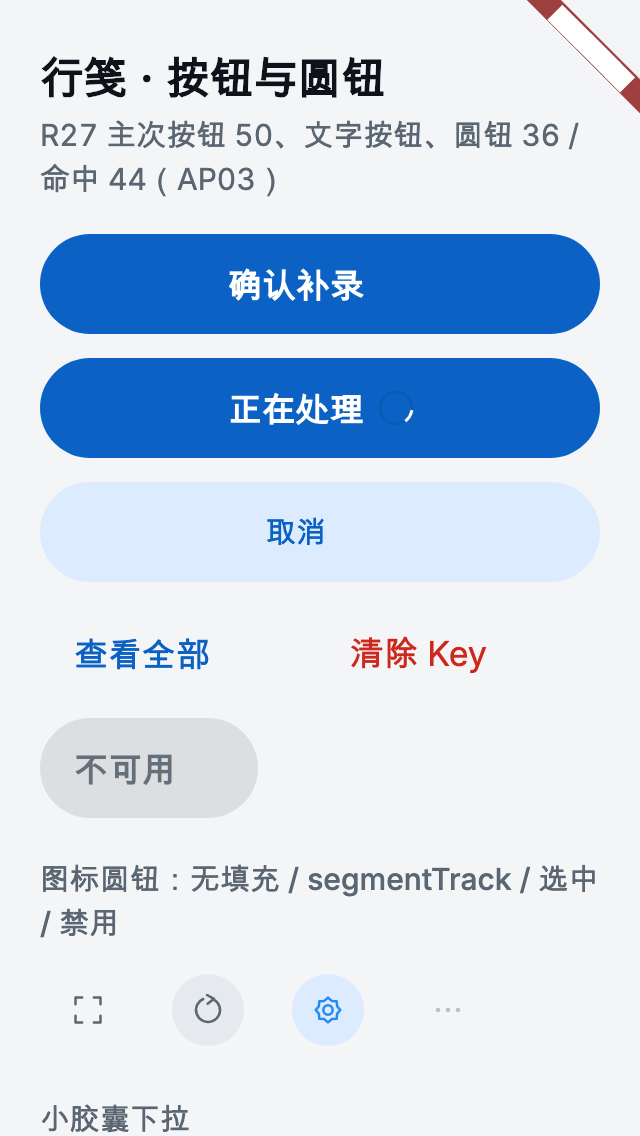 行笺 · 按钮与圆钮
R27 主次按钮 50、文字按钮、圆钮 36 /
命中 44 ( AP03 )
确认补录
正在处理
取消
查看全部 清除 Key
不可用
图标圆钮：无填充 / segmentTrack / 选中
/ 禁用
小胶囊下拉